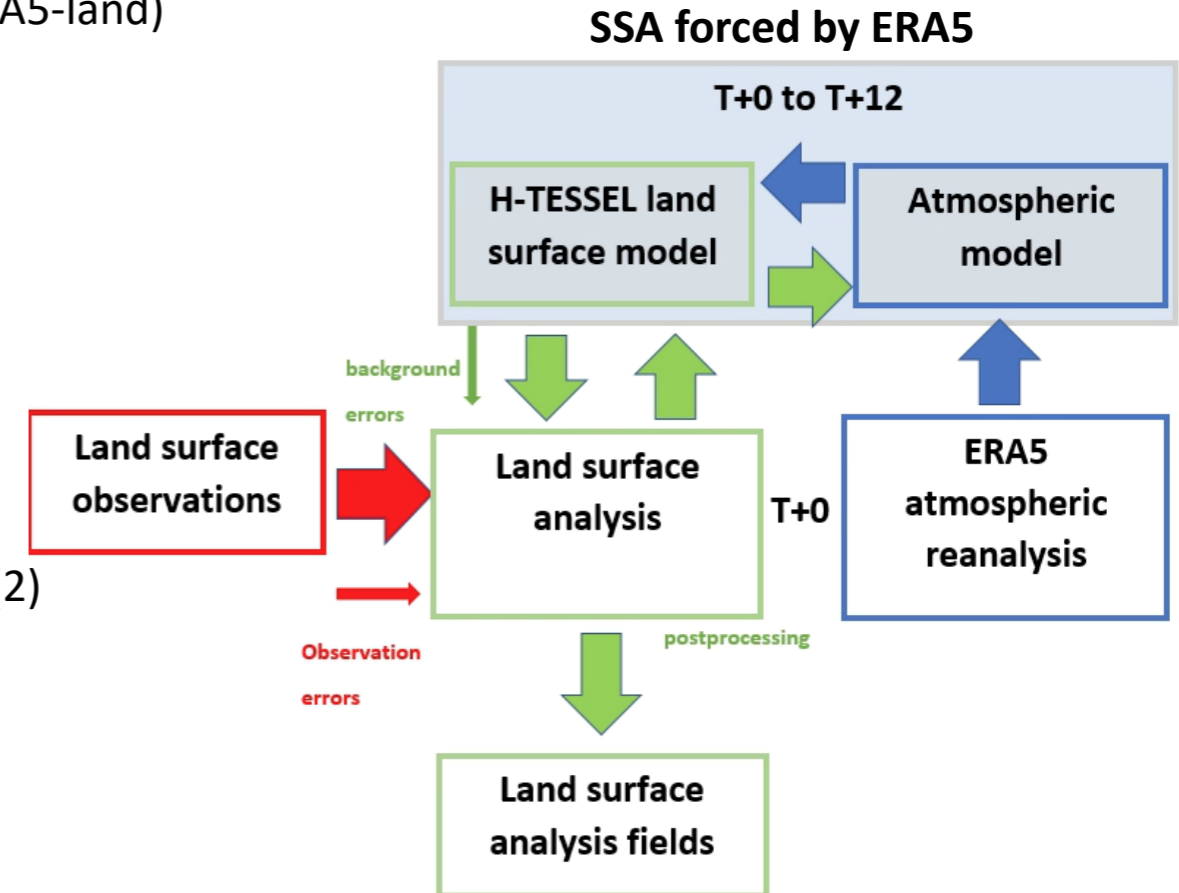 A5-land)
SSA forced by ERA5
T+0 to T+12
H-TESSEL land
surface model
Atmospheric
model
background
errors
Land surface
observations
Land surface
analysis
T+0
ERA5
atmospheric
reanalysis
2)
Observation
errors
postprocessing
Land surface
analysis fields